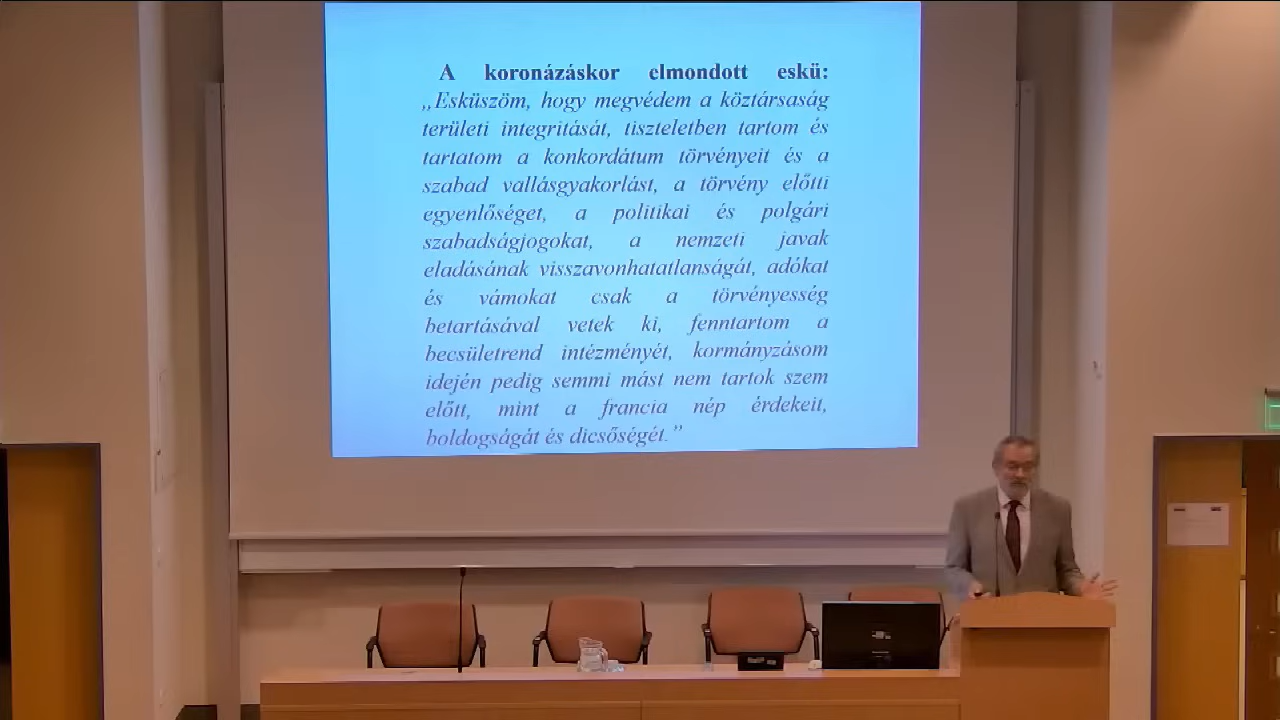 A koronázáskor elmondott eskü:
„Esküszöm, hogy megvédem a köztársaság
területi integritását, tiszteletben tartom és
tartatom a konkordátum törvényeit és a
szabad vallásgyakorlást, a törvény előtti
egyenlőséget, a politikai és polgári
szabadságjogokat, a nemzeti javak
eladásának visszavonhatatlanságát, adókat
és vámokat csak a törvényesség
betartásával vetek ki, fenntartom a
becsületrend intézményét, kormányzásom
idején pedig semmi mást nem tartok szem
előtt, mint a francia nép érdekeit,
boldogságát és dicsőségét.”